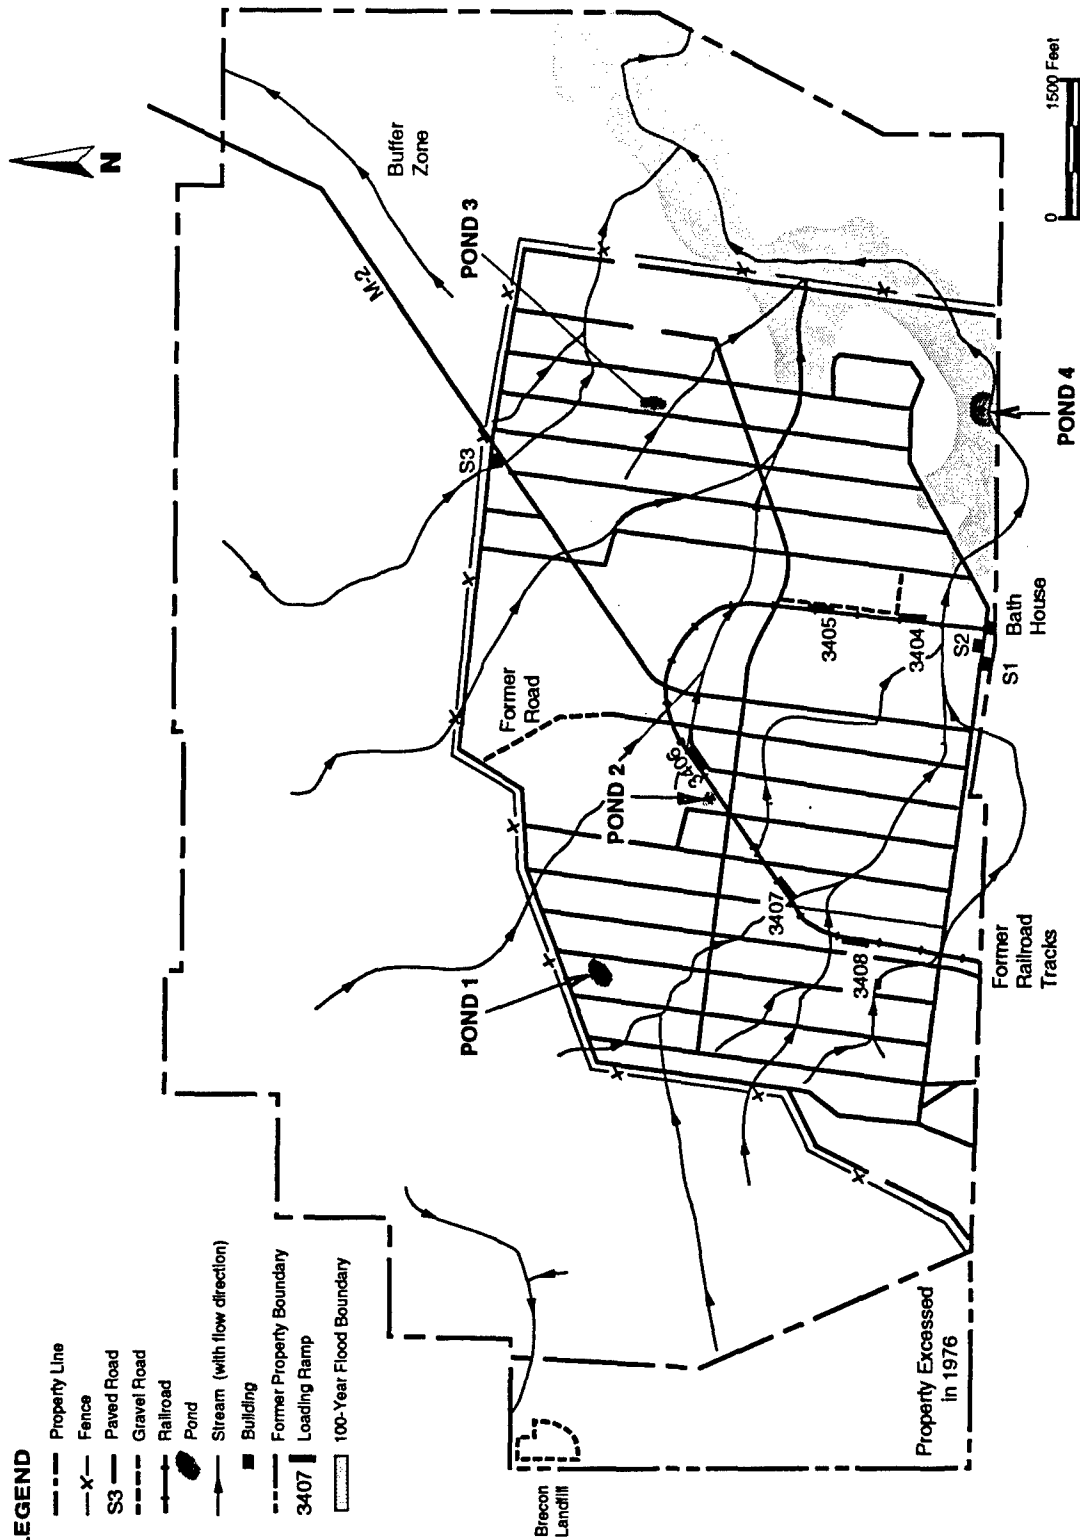 LEGEND
Property Line
Fence
S3 Paved Road
Gravel Road
Railroad
Pond
Stream (with flow direction)
Building
Former Property Boundary
3407 Loading Ramp
100-Year Flood Boundary
N
M-2
Buffer
Zone
POND 3
S3
Former
Road
POND 1
POND 2
3406
3407
3408
3405
3404
S2
S1
Bath
House
POND 4
Former
Railroad
Tracks
Property Excessed
in 1976
Brecon
Landfill
0 1500 Feet